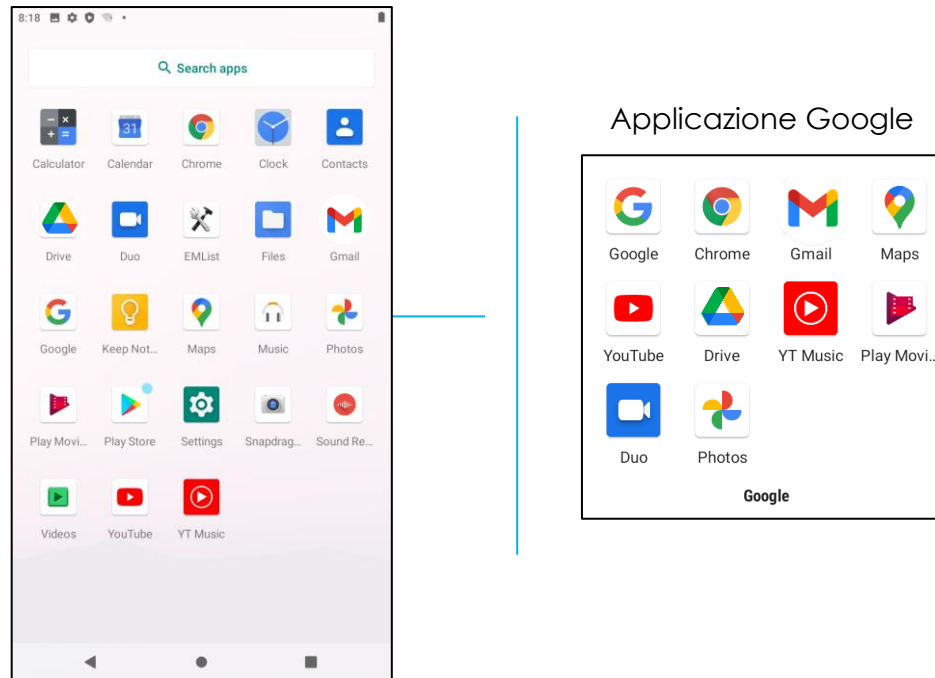 8:18
Search apps
Calculator Calendar Chrome Clock Contacts
31
Drive Duo EMList Files Gmail
Google Keep Not... Maps Music Photos
Play Movi... Play Store Settings Snapdrag... Sound Re...
Videos YouTube YT Music
Applicazione Google
Google Chrome Gmail Maps
YouTube Drive YT Music Play Movi..
Duo Photos
Google